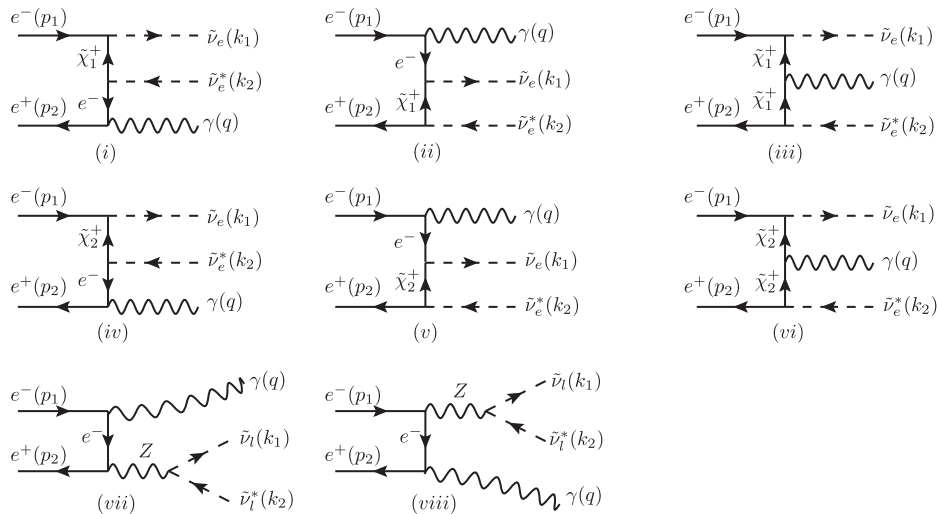 e⁻(p₁) ν̃ₑ(k₁) e⁻(p₁) γ(q) e⁻(p₁) ν̃ₑ(k₁)
χ̃₁⁺ e⁻ χ̃₁⁺
ν̃ₑ*(k₂) ν̃ₑ(k₁) γ(q)
e⁻ χ̃₁⁺ χ̃₁⁺
e⁺(p₂) γ(q) e⁺(p₂) ν̃ₑ*(k₂) e⁺(p₂) ν̃ₑ*(k₂)
(i) (ii) (iii)
e⁻(p₁) ν̃ₑ(k₁) e⁻(p₁) γ(q) e⁻(p₁) ν̃ₑ(k₁)
χ̃₂⁺ e⁻ χ̃₂⁺
ν̃ₑ*(k₂) ν̃ₑ(k₁) γ(q)
e⁻ χ̃₂⁺ χ̃₂⁺
e⁺(p₂) γ(q) e⁺(p₂) ν̃ₑ*(k₂) e⁺(p₂) ν̃ₑ*(k₂)
(iv) (v) (vi)
e⁻(p₁) γ(q) e⁻(p₁) Z ν̃ₗ(k₁)
e⁻ ν̃ₗ(k₁) e⁻ ν̃ₗ*(k₂)
e⁺(p₂) Z ν̃ₗ*(k₂) e⁺(p₂) γ(q)
(vii) (viii)